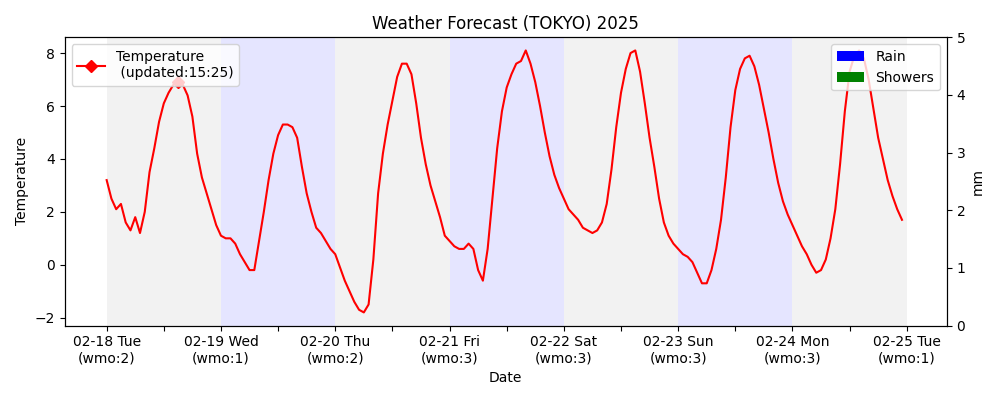 Weather Forecast (TOKYO) 2025
Temperature
(updated:15:25)
Rain
Showers
Temperature
8
6
4
2
0
−2
5
4
3
2
1
0
mm
02-18 Tue 02-19 Wed 02-20 Thu 02-21 Fri 02-22 Sat 02-23 Sun 02-24 Mon 02-25 Tue
(wmo:2) (wmo:1) (wmo:2) (wmo:3) (wmo:3) (wmo:3) (wmo:3) (wmo:1)
Date